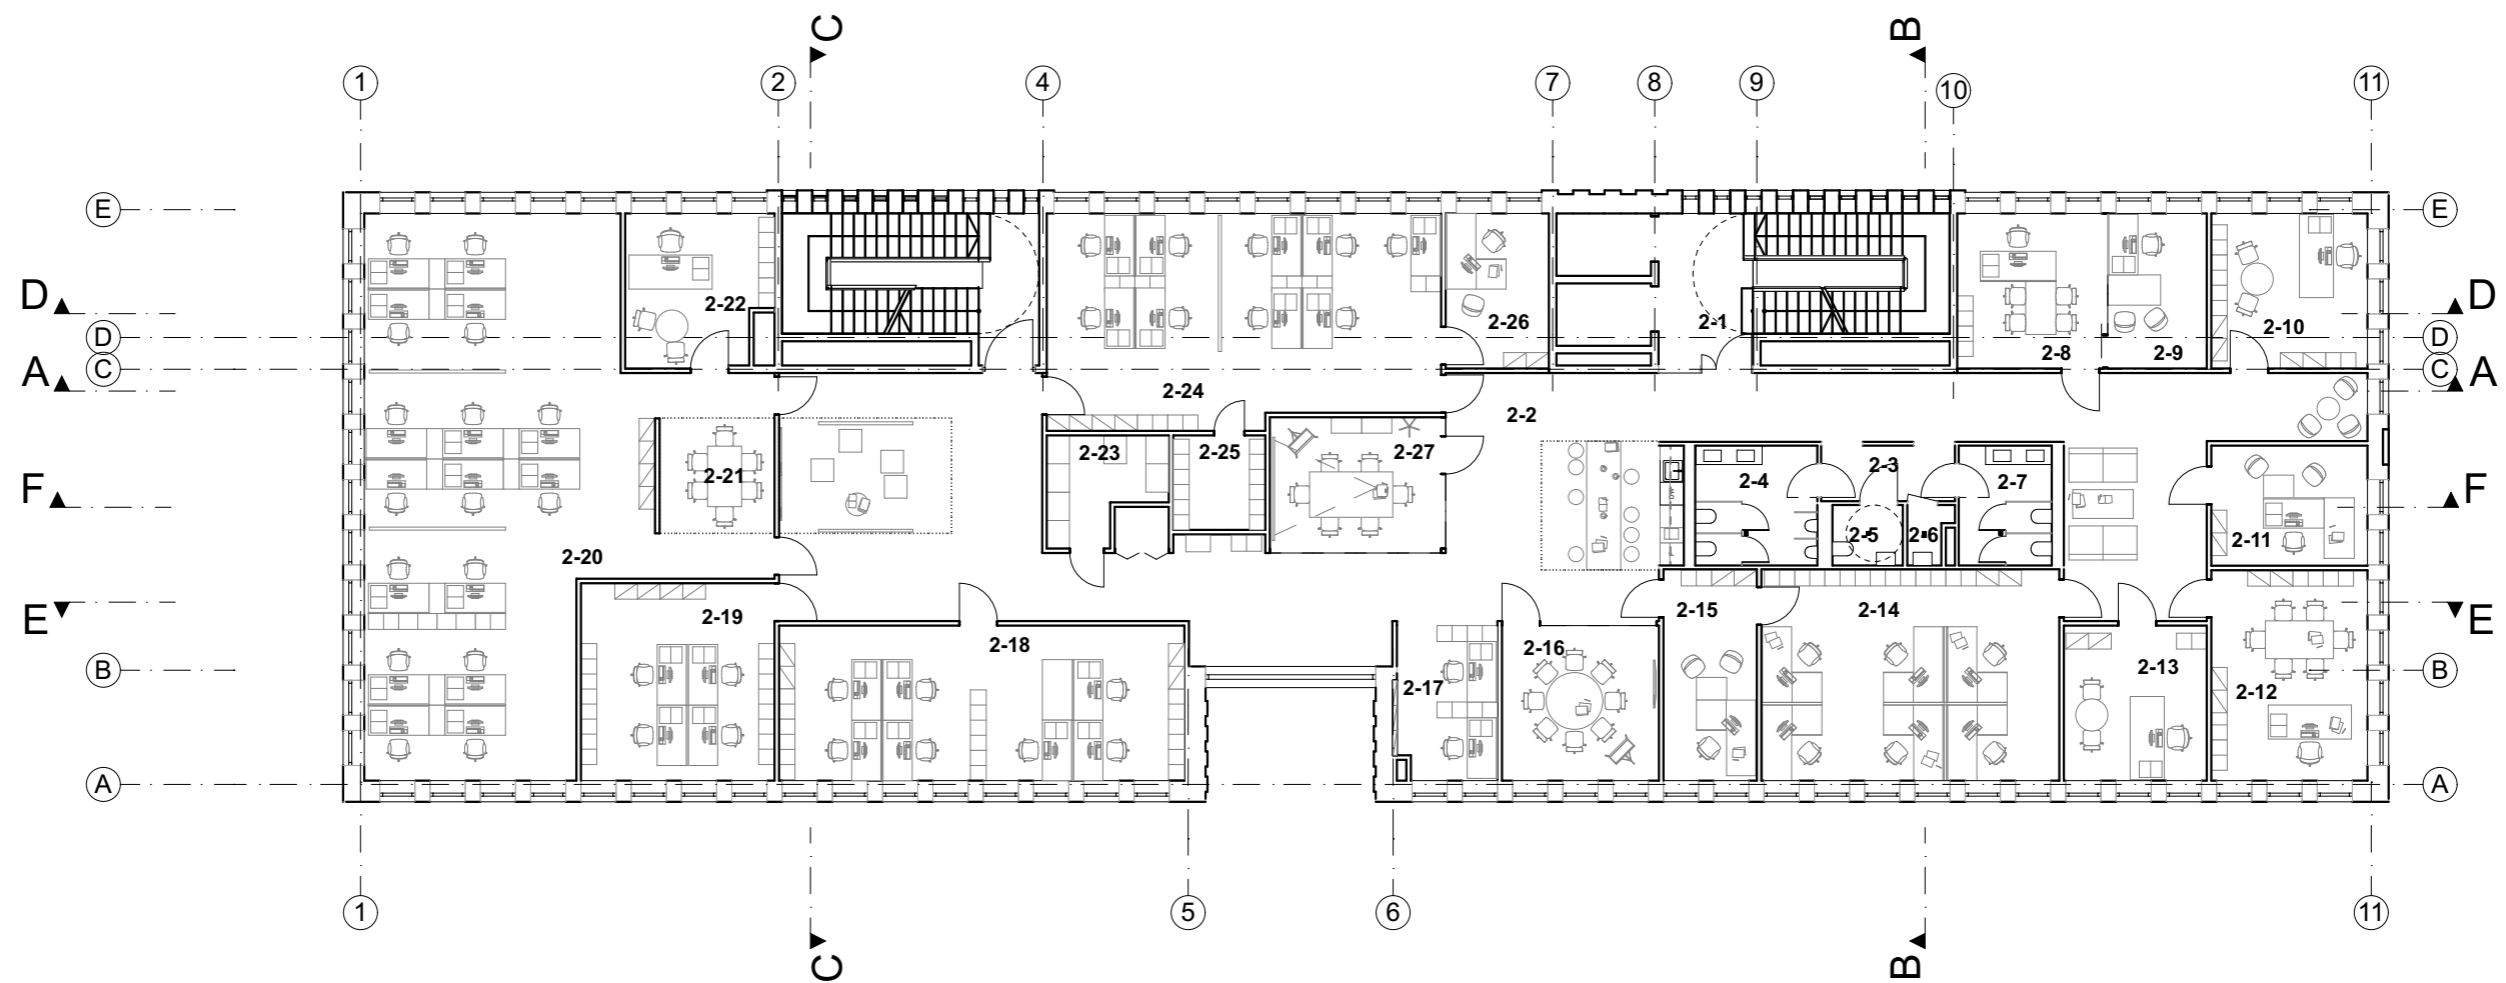 C B
1 2 4 7 8 9 10 11
E E
D D
D D
A C C A
2-22 2-26 2-1 2-8 2-9 2-10
2-24 2-2
2-21 2-23 2-25 2-27 2-4 2-3 2-7
F F
2-20 2-5 2-6 2-11
E E
2-19 2-18 2-15 2-14
2-17 2-16 2-13 2-12
B B
A A
1 5 6 11
C B